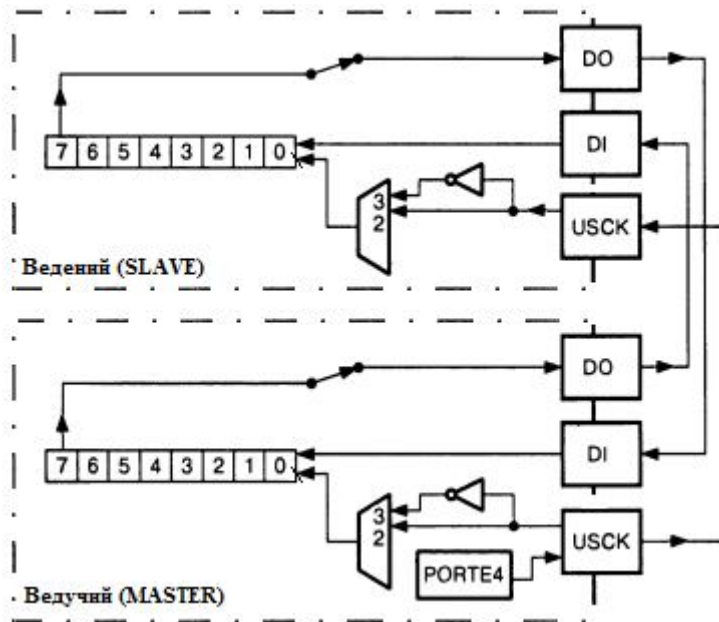 DO
7 6 5 4 3 2 1 0
DI
3
2
USCK
Ведений (SLAVE)
DO
7 6 5 4 3 2 1 0
DI
3
2
USCK
PORTE4
Ведучий (MASTER)